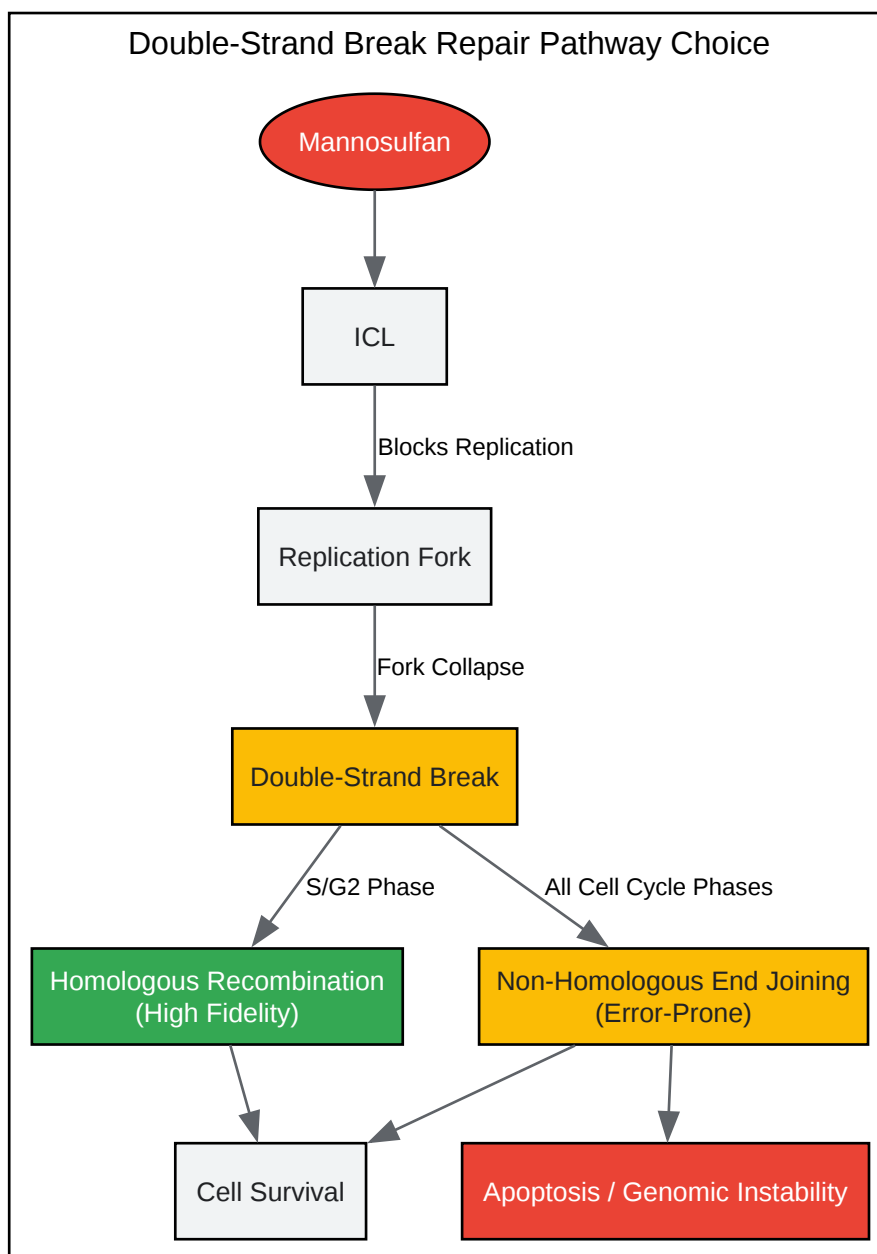 Double-Strand Break Repair Pathway Choice
Mannosulfan
ICL
Blocks Replication
Replication Fork
Fork Collapse
Double-Strand Break
S/G2 Phase
All Cell Cycle Phases
Homologous Recombination
(High Fidelity)
Non-Homologous End Joining
(Error-Prone)
Cell Survival
Apoptosis / Genomic Instability